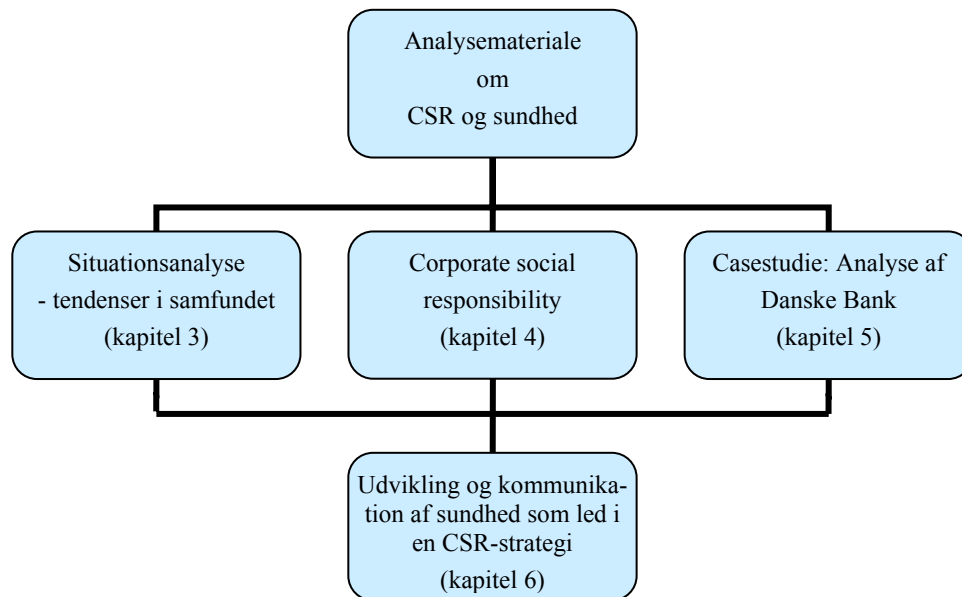 Analysemateriale
om
CSR og sundhed
Situationsanalyse
- tendenser i samfundet
(kapitel 3)
Corporate social
responsibility
(kapitel 4)
Casestudie: Analyse af
Danske Bank
(kapitel 5)
Udvikling og kommunika-
tion af sundhed som led i
en CSR-strategi
(kapitel 6)